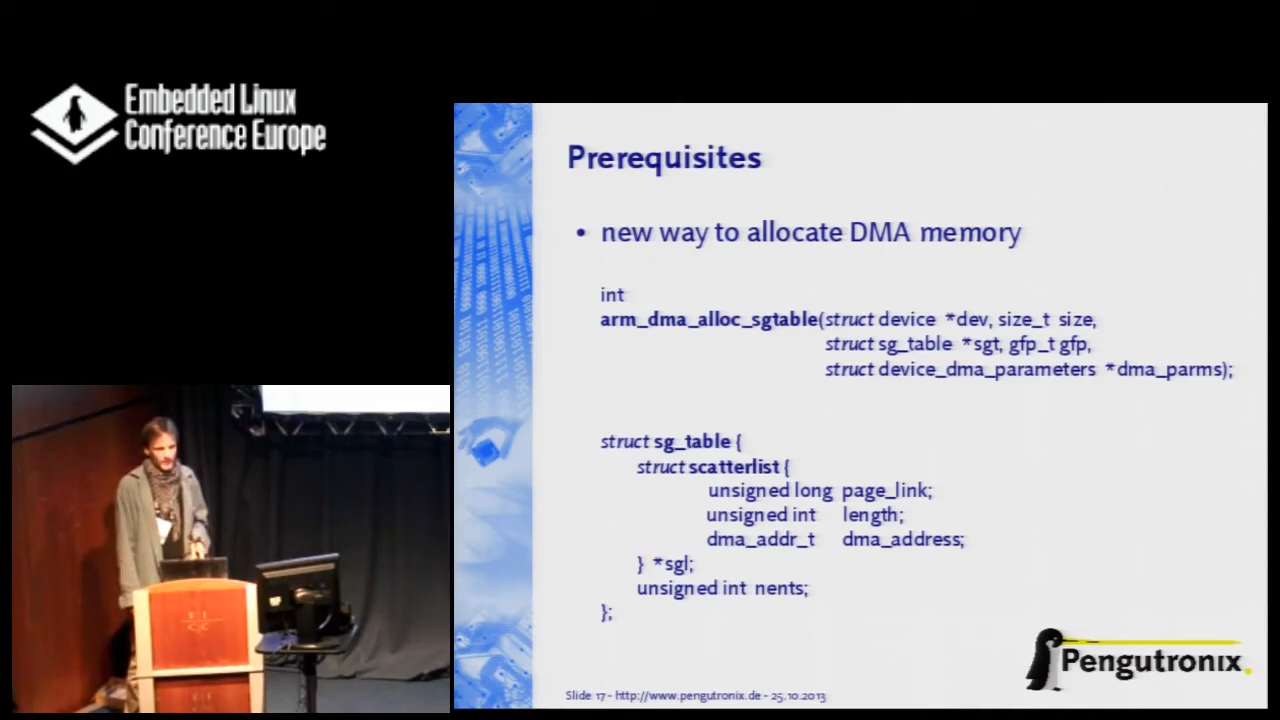 Embedded Linux
Conference Europe
Prerequisites
• new way to allocate DMA memory
int
arm_dma_alloc_sgtable(struct device *dev, size_t size,
struct sg_table *sgt, gfp_t gfp,
struct device_dma_parameters *dma_parms);
struct sg_table {
struct scatterlist {
unsigned long page_link;
unsigned int length;
dma_addr_t dma_address;
} *sgl;
unsigned int nents;
};
Pengutronix
Slide 17 - http://www.pengutronix.de - 25.10.2013